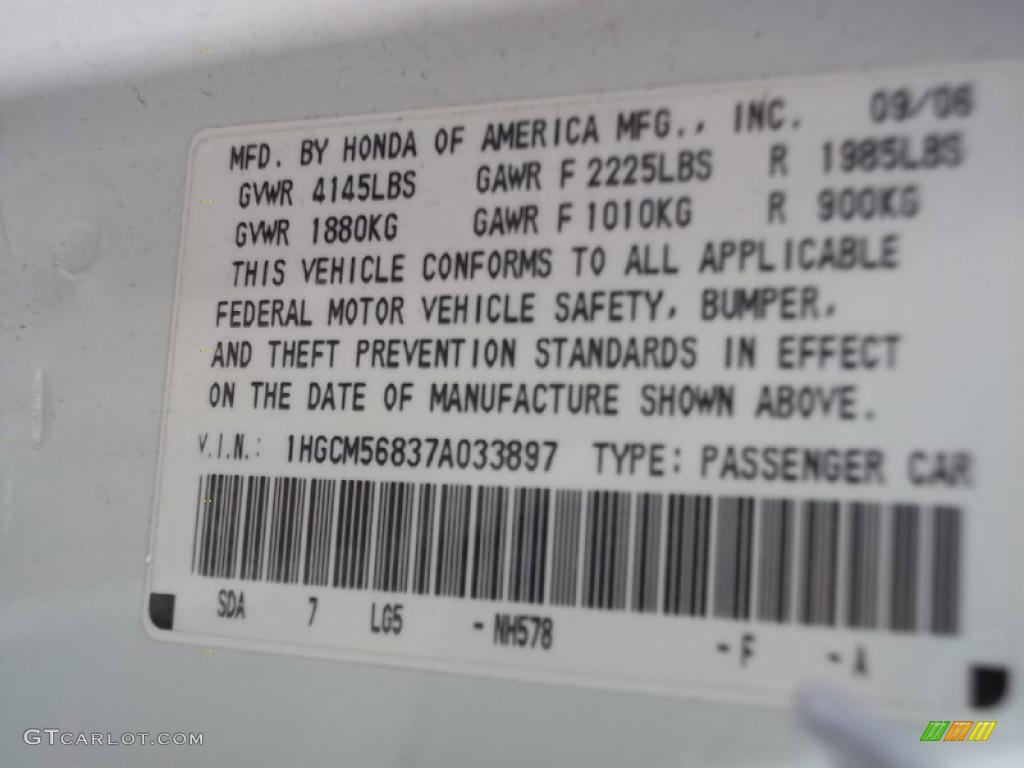 09/06
MFD. BY HONDA OF AMERICA MFG., INC.
GVWR 4145LBS GAWR F 2225LBS R 1985LBS
GVWR 1880KG GAWR F 1010KG R 900KG
THIS VEHICLE CONFORMS TO ALL APPLICABLE
FEDERAL MOTOR VEHICLE SAFETY, BUMPER,
AND THEFT PREVENTION STANDARDS IN EFFECT
ON THE DATE OF MANUFACTURE SHOWN ABOVE.
V.I.N.: 1HGCM56837A033897 TYPE: PASSENGER CAR
SDA 7 LG5 - NH578 - F - A
GTCARLOT.COM